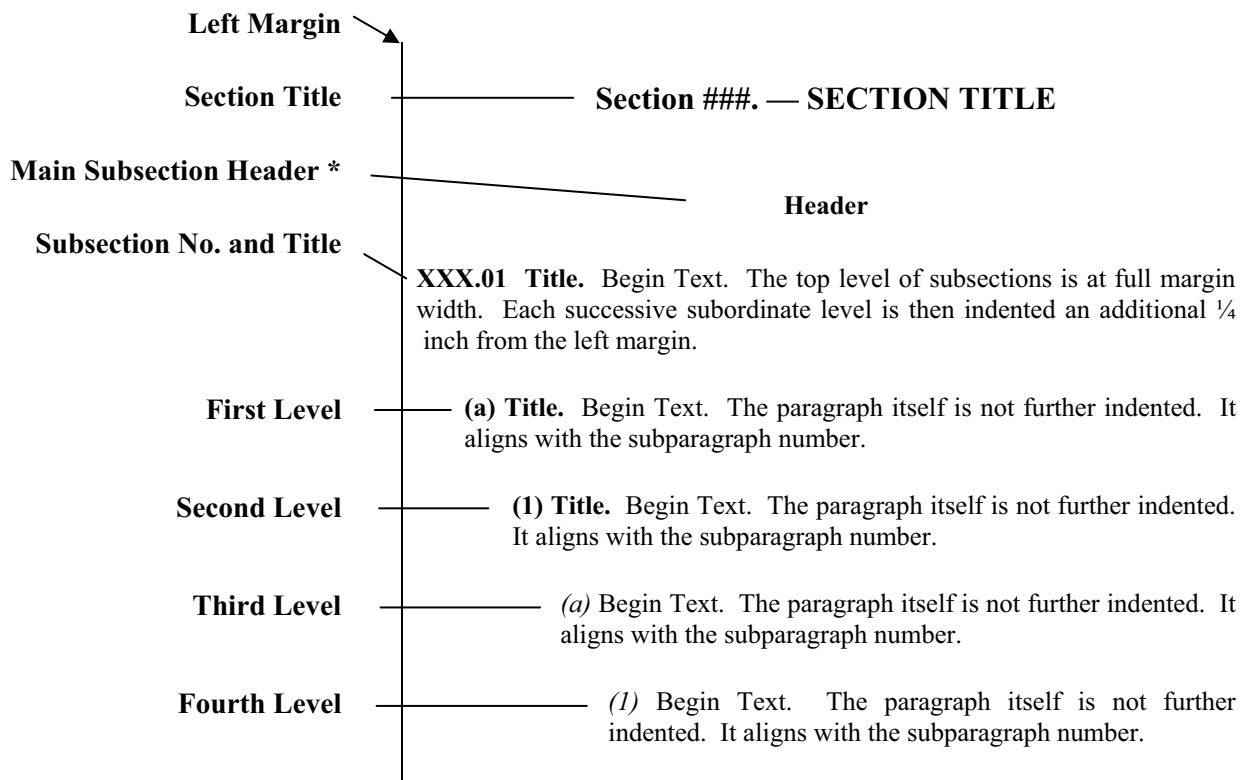 Left Margin
Section Title
Section ###. — SECTION TITLE
Main Subsection Header *
Header
Subsection No. and Title
XXX.01 Title. Begin Text. The top level of subsections is at full margin
width. Each successive subordinate level is then indented an additional ¼
inch from the left margin.
First Level
(a) Title. Begin Text. The paragraph itself is not further indented. It
aligns with the subparagraph number.
Second Level
(1) Title. Begin Text. The paragraph itself is not further indented.
It aligns with the subparagraph number.
Third Level
(a) Begin Text. The paragraph itself is not further indented. It
aligns with the subparagraph number.
Fourth Level
(1) Begin Text. The paragraph itself is not further
indented. It aligns with the subparagraph number.